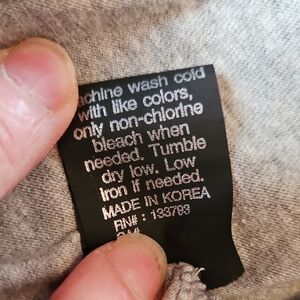 achine wash cold
with like colors,
only non-chlorine
bleach when
needed. Tumble
dry low. Low
iron if needed.
MADE IN KOREA
RN# : 133793